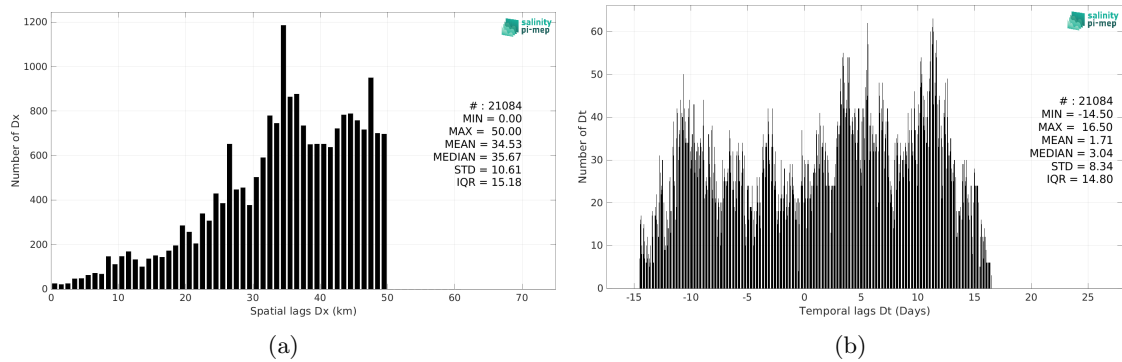 1200
1000
800
600
400
200
0
Number of Dx
0 10 20 30 40 50 60 70
Spatial lags Dx (km)
salinity
pi-mep
# : 21084
MIN = 0.00
MAX = 50.00
MEAN = 34.53
MEDIAN = 35.67
STD = 10.61
IQR = 15.18
(a)
60
50
40
30
20
10
0
Number of Dt
-15 -10 -5 0 5 10 15 20 25
Temporal lags Dt (Days)
salinity
pi-mep
# : 21084
MIN = -14.50
MAX = 16.50
MEAN = 1.71
MEDIAN = 3.04
STD = 8.34
IQR = 14.80
(b)